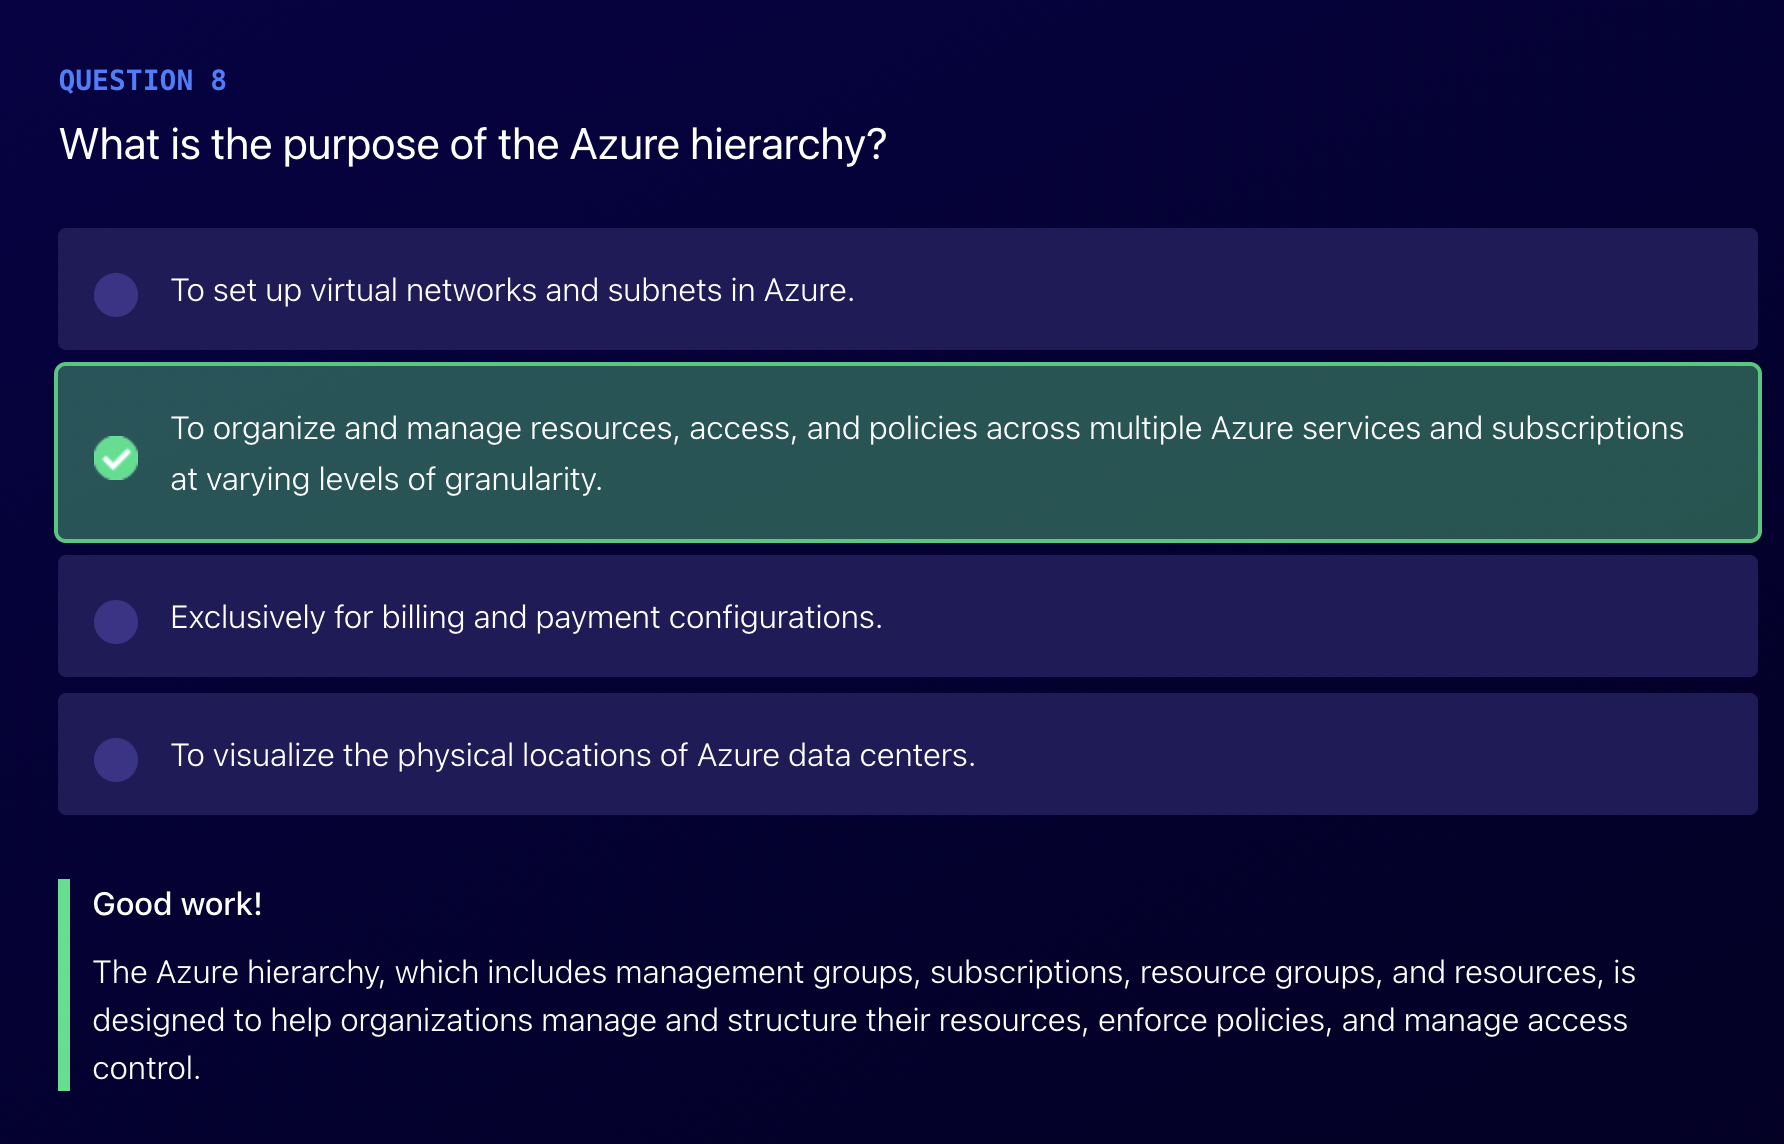 QUESTION 8
What is the purpose of the Azure hierarchy?
To set up virtual networks and subnets in Azure.
To organize and manage resources, access, and policies across multiple Azure services and subscriptions
at varying levels of granularity.
Exclusively for billing and payment configurations.
To visualize the physical locations of Azure data centers.
Good work!
The Azure hierarchy, which includes management groups, subscriptions, resource groups, and resources, is
designed to help organizations manage and structure their resources, enforce policies, and manage access
control.